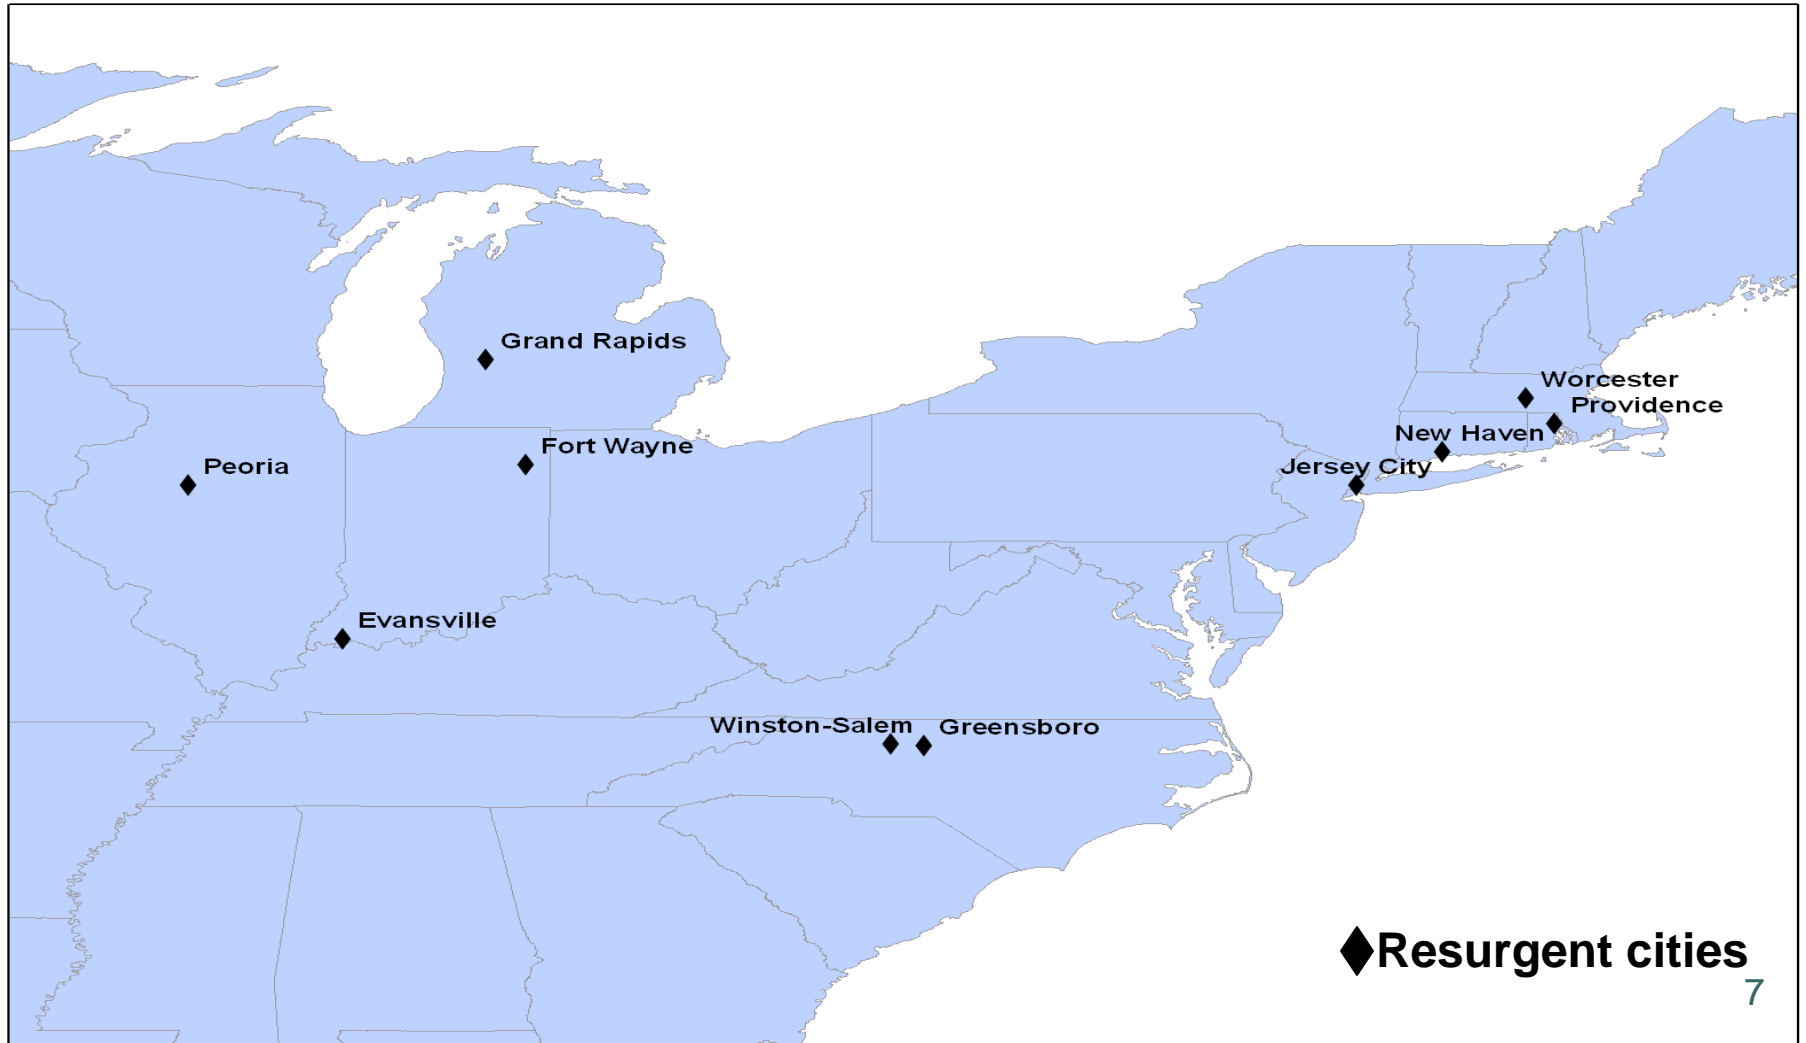 Grand Rapids
Worcester
Providence
New Haven
Fort Wayne
Peoria
Jersey City
Evansville
Winston-Salem
Greensboro
Resurgent cities
7